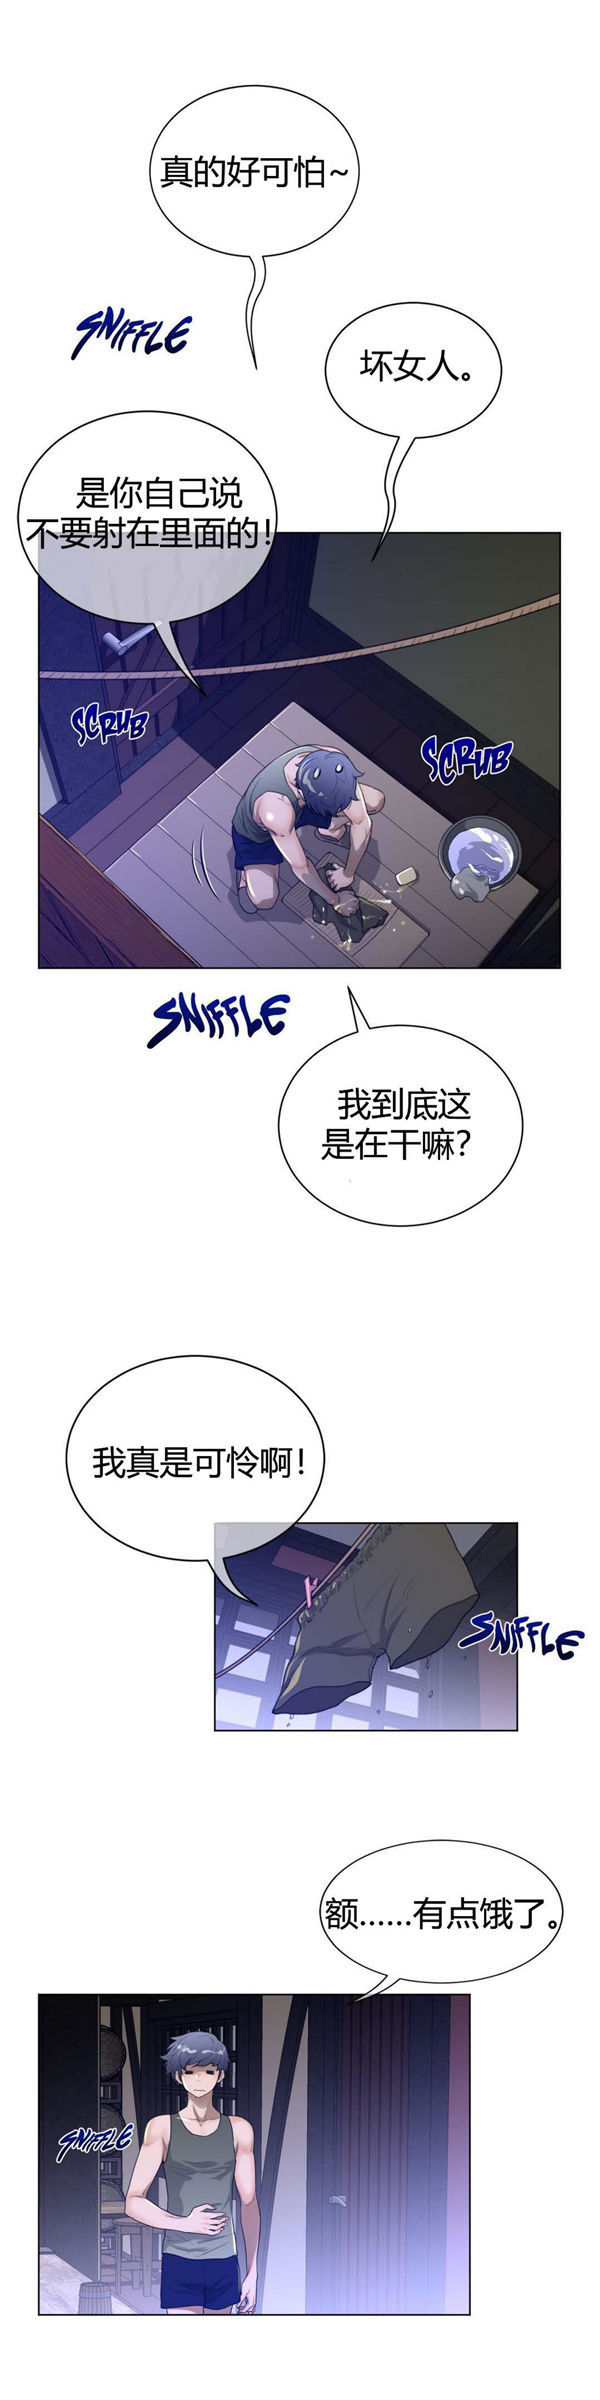 真的好可怕~
SNIFFLE
坏女人。
是你自己说
不要射在里面的!
SCRUB
SCRUB
SNIFFLE
我到底这
是在干嘛?
我真是可怜啊!
SNIFFLE
额……有点饿了。
SNIFFLE